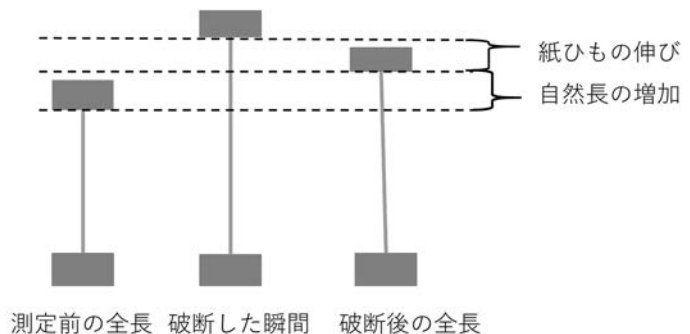 紙ひもの伸び
自然長の増加
測定前の全長 破断した瞬間 破断後の全長